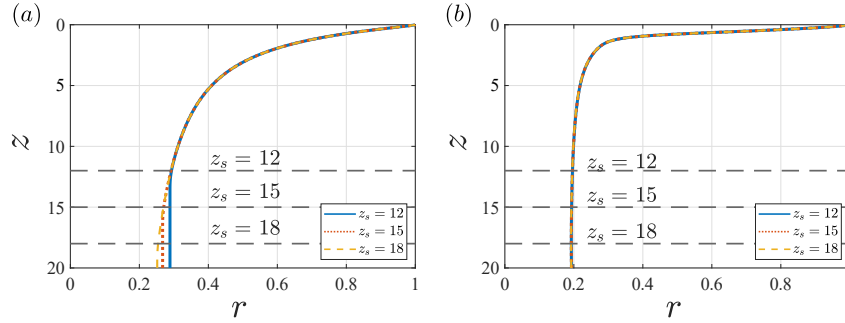 (a)
0
5
10
15
20
z
z_s = 12
z_s = 15
z_s = 18
z_s = 12
z_s = 15
z_s = 18
0 0.2 0.4 0.6 0.8 1
r
(b)
0
5
10
15
20
z
z_s = 12
z_s = 15
z_s = 18
z_s = 12
z_s = 15
z_s = 18
0 0.2 0.4 0.6 0.8
r